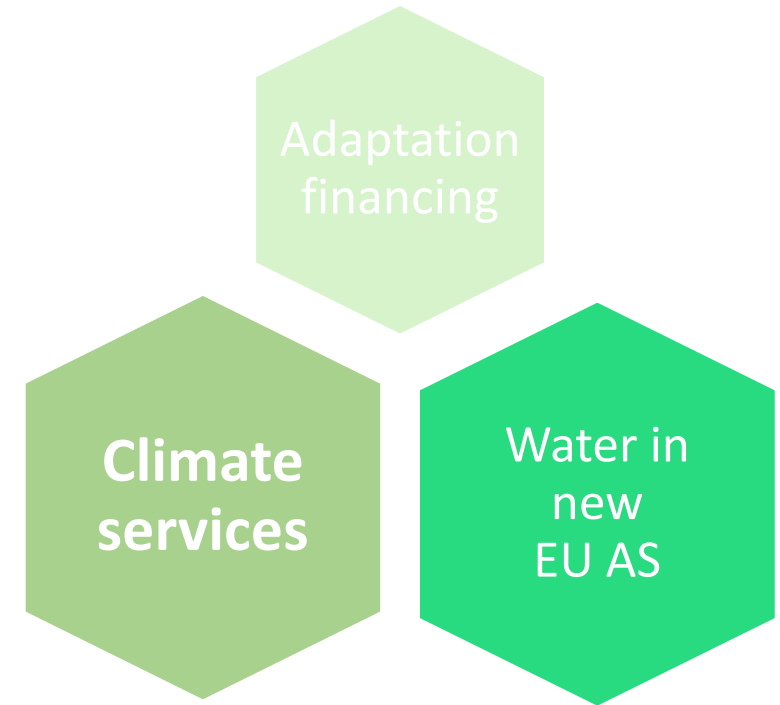 Adaptation
financing
Climate
services
Water in
new
EU AS